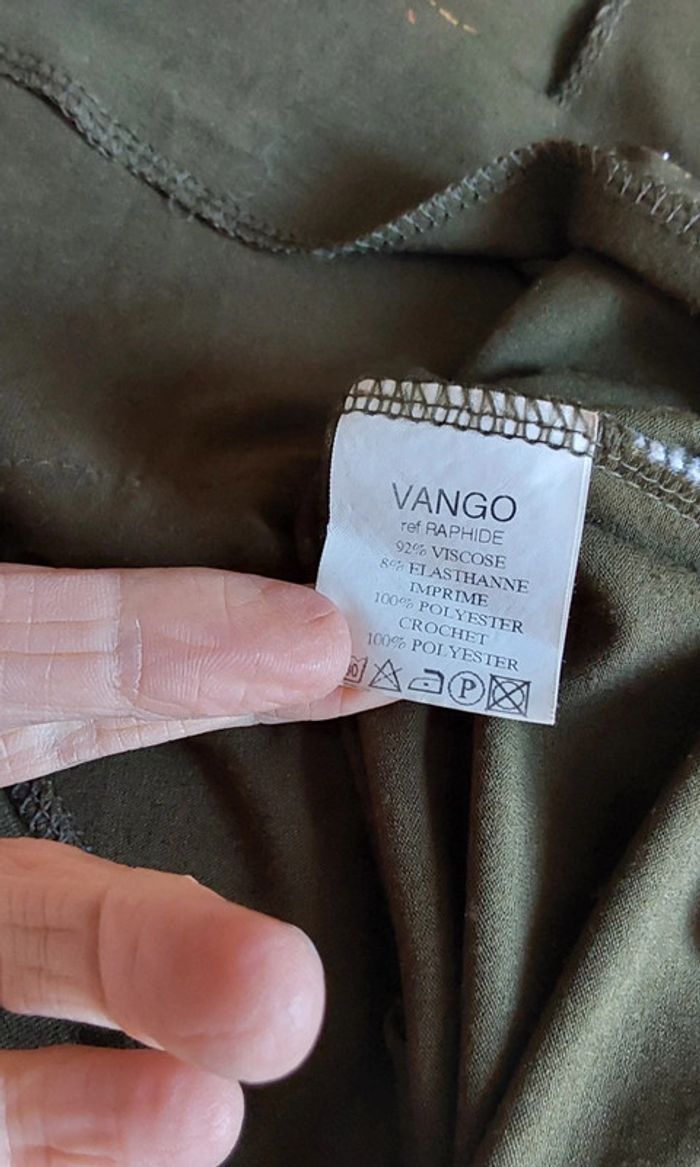 VANGO
ref RAPHIDE
92% VISCOSE
8% ELASTHANNE
IMPRIME
100% POLYESTER
CROCHET
100% POLYESTER
P